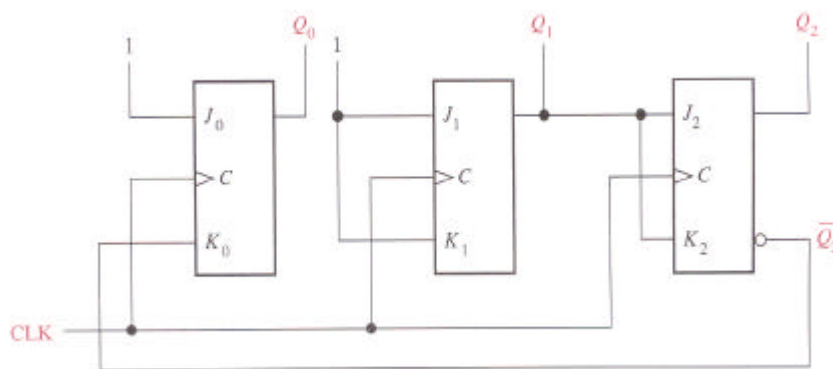 1 Q₀ 1 Q₁ Q₂
J₀ J₁ J₂
C C C
K₀ K₁ K₂
CLK